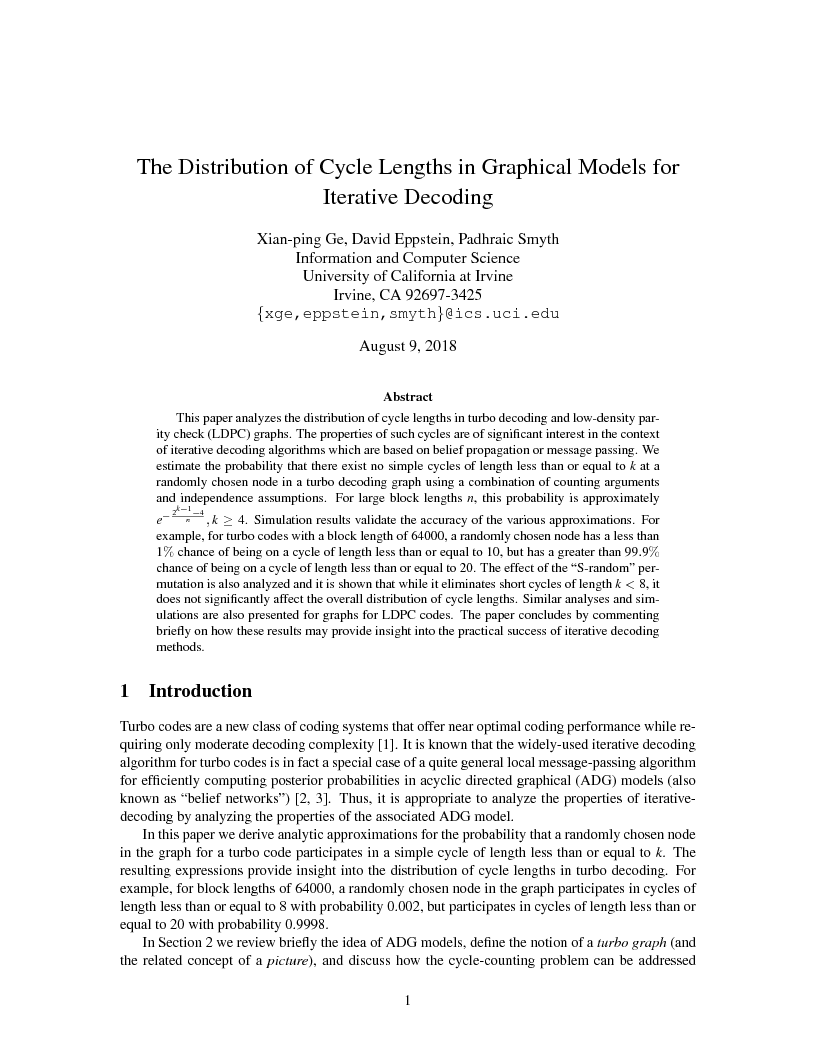 The Distribution of Cycle Lengths in Graphical Models for
Iterative Decoding
Xian-ping Ge, David Eppstein, Padhraic Smyth
Information and Computer Science
University of California at Irvine
Irvine, CA 92697-3425
{xge,eppstein,smyth}@ics.uci.edu
August 9, 2018
Abstract
This paper analyzes the distribution of cycle lengths in turbo decoding and low-density par-
ity check (LDPC) graphs. The properties of such cycles are of significant interest in the context
of iterative decoding algorithms which are based on belief propagation or message passing. We
estimate the probability that there exist no simple cycles of length less than or equal to k at a
randomly chosen node in a turbo decoding graph using a combination of counting arguments
and independence assumptions. For large block lengths n, this probability is approximately
e^{-\frac{2^{k-1}-4}{n}}, k ≥ 4. Simulation results validate the accuracy of the various approximations. For
example, for turbo codes with a block length of 64000, a randomly chosen node has a less than
1% chance of being on a cycle of length less than or equal to 10, but has a greater than 99.9%
chance of being on a cycle of length less than or equal to 20. The effect of the “S-random” per-
mutation is also analyzed and it is shown that while it eliminates short cycles of length k < 8, it
does not significantly affect the overall distribution of cycle lengths. Similar analyses and sim-
ulations are also presented for graphs for LDPC codes. The paper concludes by commenting
briefly on how these results may provide insight into the practical success of iterative decoding
methods.
1 Introduction
Turbo codes are a new class of coding systems that offer near optimal coding performance while re-
quiring only moderate decoding complexity [1]. It is known that the widely-used iterative decoding
algorithm for turbo codes is in fact a special case of a quite general local message-passing algorithm
for efficiently computing posterior probabilities in acyclic directed graphical (ADG) models (also
known as “belief networks”) [2, 3]. Thus, it is appropriate to analyze the properties of iterative-
decoding by analyzing the properties of the associated ADG model.
In this paper we derive analytic approximations for the probability that a randomly chosen node
in the graph for a turbo code participates in a simple cycle of length less than or equal to k. The
resulting expressions provide insight into the distribution of cycle lengths in turbo decoding. For
example, for block lengths of 64000, a randomly chosen node in the graph participates in cycles of
length less than or equal to 8 with probability 0.002, but participates in cycles of length less than or
equal to 20 with probability 0.9998.
In Section 2 we review briefly the idea of ADG models, define the notion of a turbo graph (and
the related concept of a picture), and discuss how the cycle-counting problem can be addressed
1